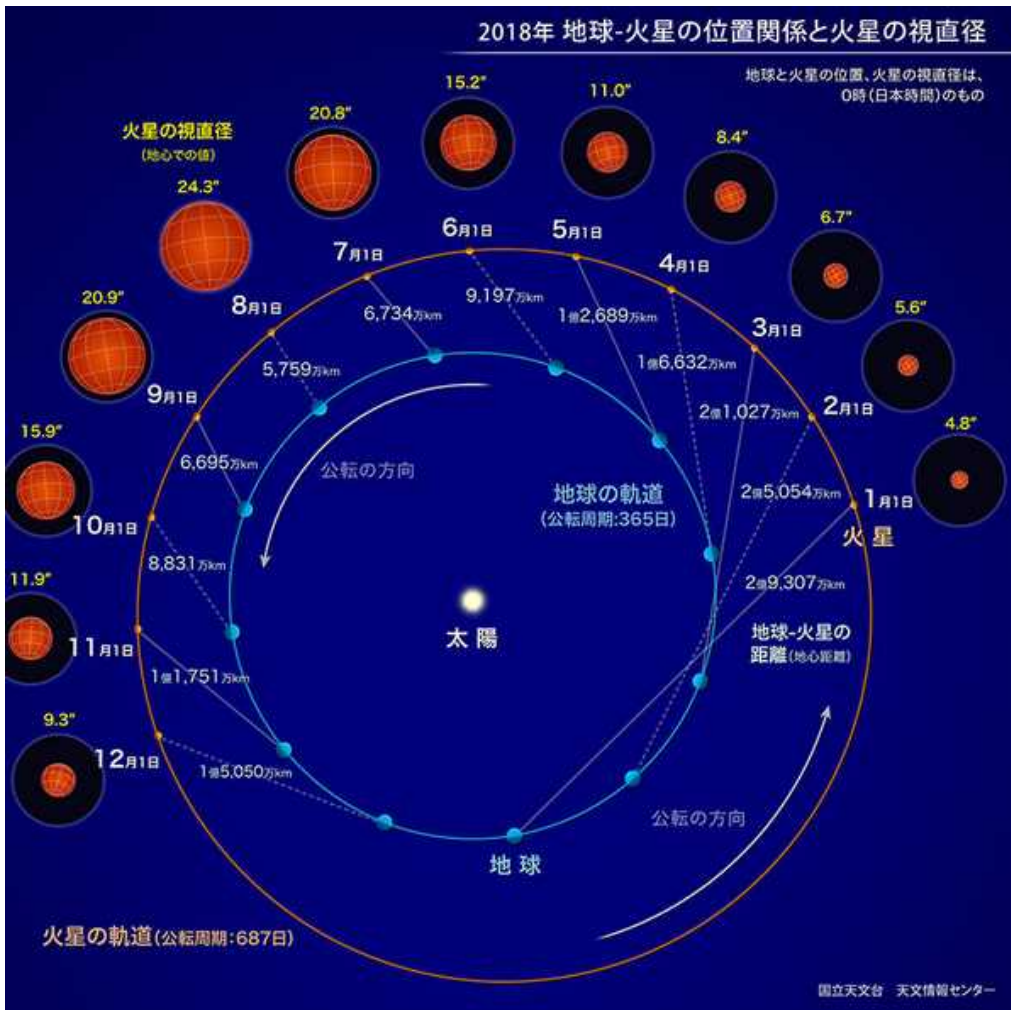 2018年 地球-火星の位置関係と火星の視直径
地球と火星の位置、火星の視直径は、
0時(日本時間)のもの
火星の視直径
(地心での値)
15.2″
11.0″
20.8″
8.4″
24.3″
6.7″
20.9″
5.6″
15.9″
4.8″
11.9″
9.3″
6月1日
5月1日
7月1日
4月1日
8月1日
3月1日
9月1日
2月1日
1月1日
火星
10月1日
11月1日
12月1日
9,197万km
6,734万km
1億2,689万km
1億6,632万km
5,759万km
2億1,027万km
6,695万km
2億5,054万km
8,831万km
2億9,307万km
1億1,751万km
1億5,050万km
公転の方向
地球の軌道
(公転周期:365日)
太陽
地球-火星の
距離(地心距離)
公転の方向
地球
火星の軌道(公転周期:687日)
国立天文台 天文情報センター